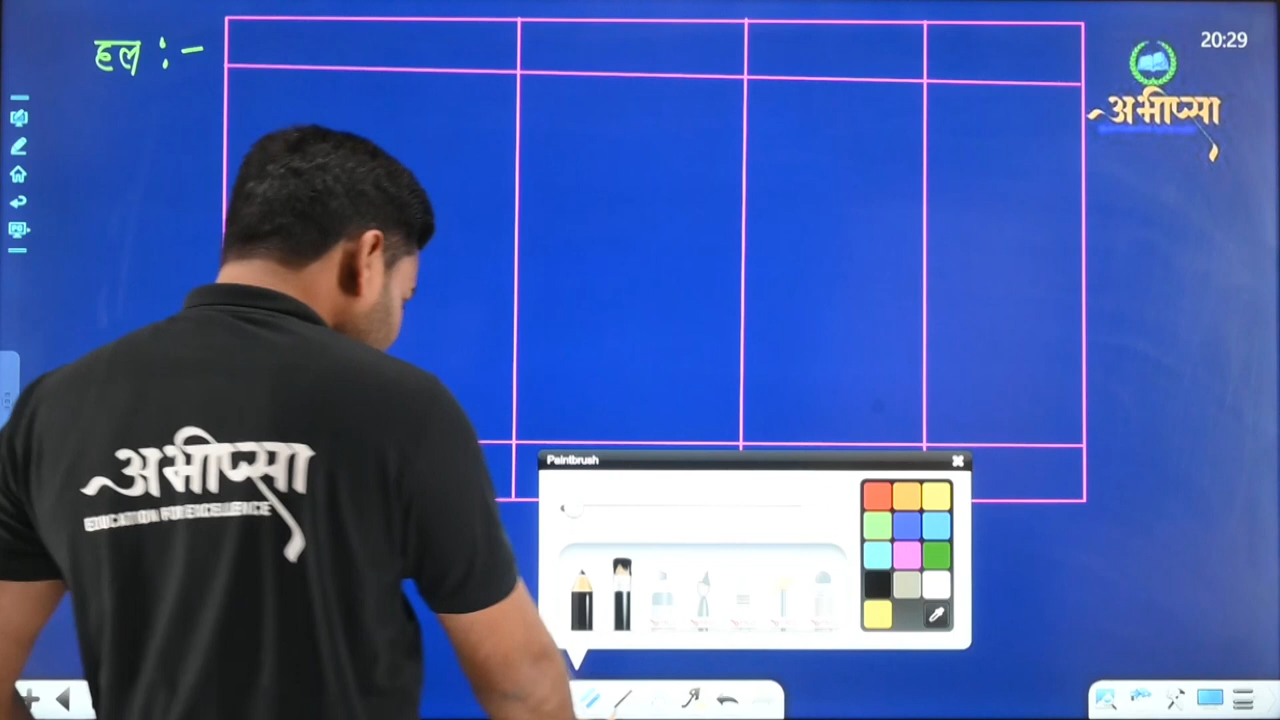 हल :-
20:29
अभीप्सा
अभीप्सा
EDUCATION FOR EXCELLENCE
Paintbrush